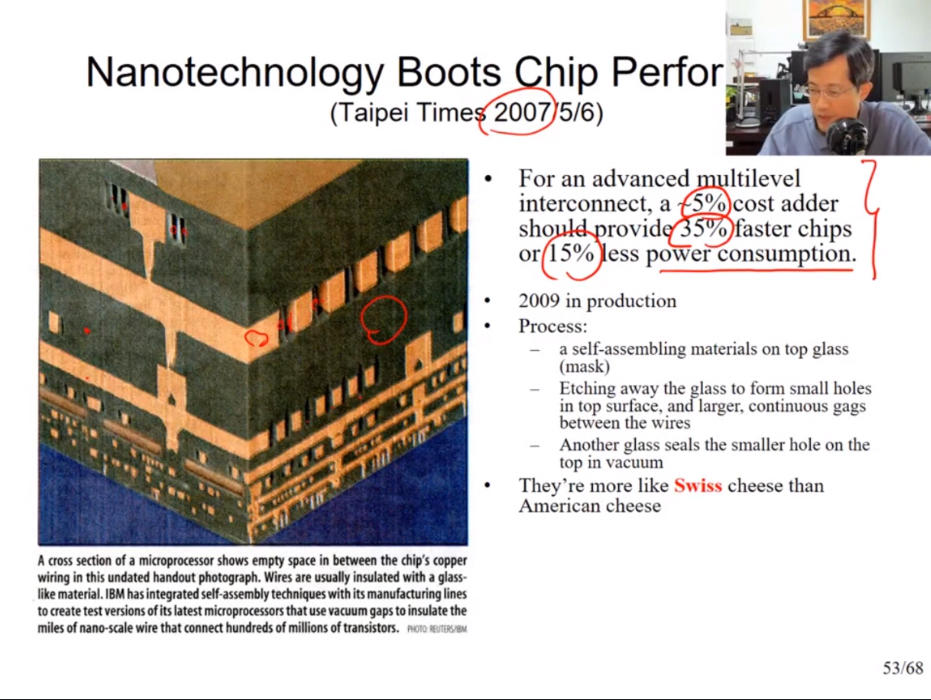 Nanotechnology Boots Chip Perfor
(Taipei Times 2007/5/6)
• For an advanced multilevel
interconnect, a ~5% cost adder
should provide 35% faster chips
or 15% less power consumption.
• 2009 in production
• Process:
– a self-assembling materials on top glass
(mask)
– Etching away the glass to form small holes
in top surface, and larger, continuous gags
between the wires
– Another glass seals the smaller hole on the
top in vacuum
• They're more like Swiss cheese than
American cheese
A cross section of a microprocessor shows empty space in between the chip's copper
wiring in this undated handout photograph. Wires are usually insulated with a glass-
like material. IBM has integrated self-assembly techniques with its manufacturing lines
to create test versions of its latest microprocessors that use vacuum gaps to insulate the
miles of nano-scale wire that connect hundreds of millions of transistors. PHOTO: REUTERS/IBM
53/68